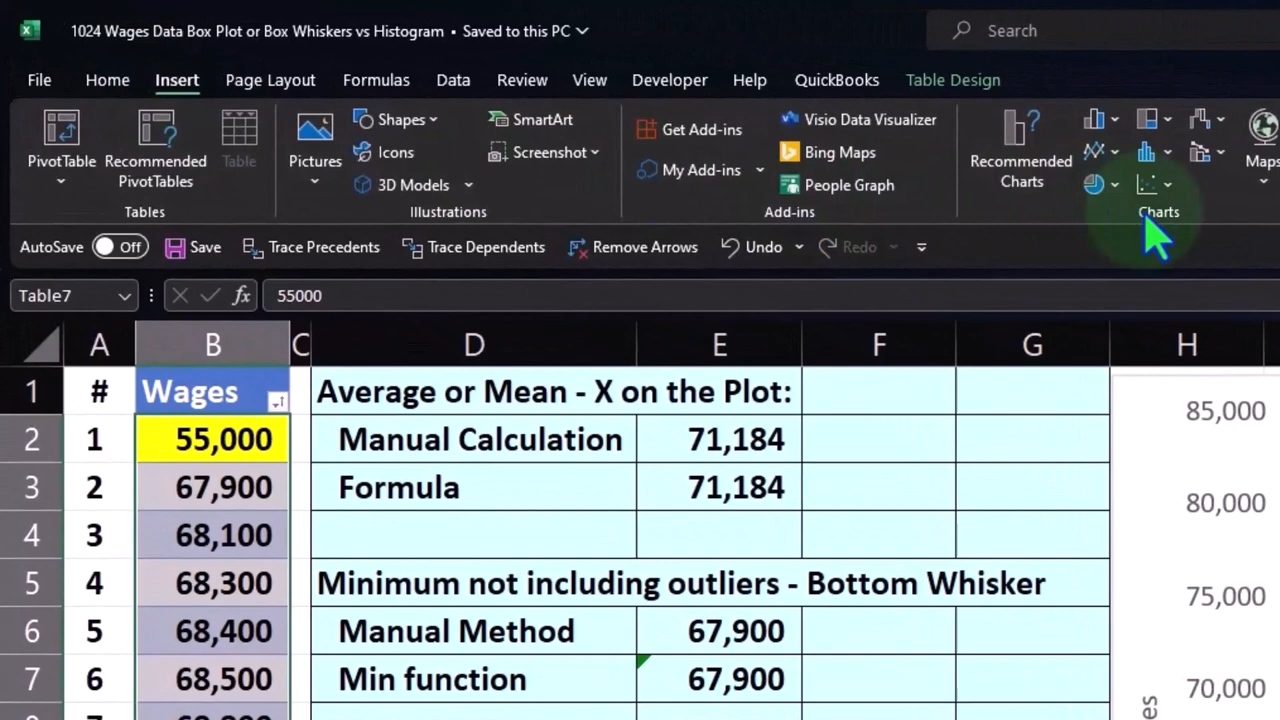 1024 Wages Data Box Plot or Box Whiskers vs Histogram • Saved to this PC
Search
File Home Insert Page Layout Formulas Data Review View Developer Help QuickBooks Table Design
PivotTable
Recommended PivotTables
Table
Tables
Pictures
Shapes
Icons
3D Models
SmartArt
Screenshot
Illustrations
Get Add-ins
My Add-ins
Visio Data Visualizer
Bing Maps
People Graph
Add-ins
Recommended Charts
Maps
Charts
AutoSave Off Save Trace Precedents Trace Dependents Remove Arrows Undo Redo
Table7 fx 55000
A B C D E F G H
1 # Wages Average or Mean - X on the Plot:
2 1 55,000 Manual Calculation 71,184
3 2 67,900 Formula 71,184
4 3 68,100
5 4 68,300 Minimum not including outliers - Bottom Whisker
6 5 68,400 Manual Method 67,900
7 6 68,500 Min function 67,900
85,000
80,000
75,000
70,000